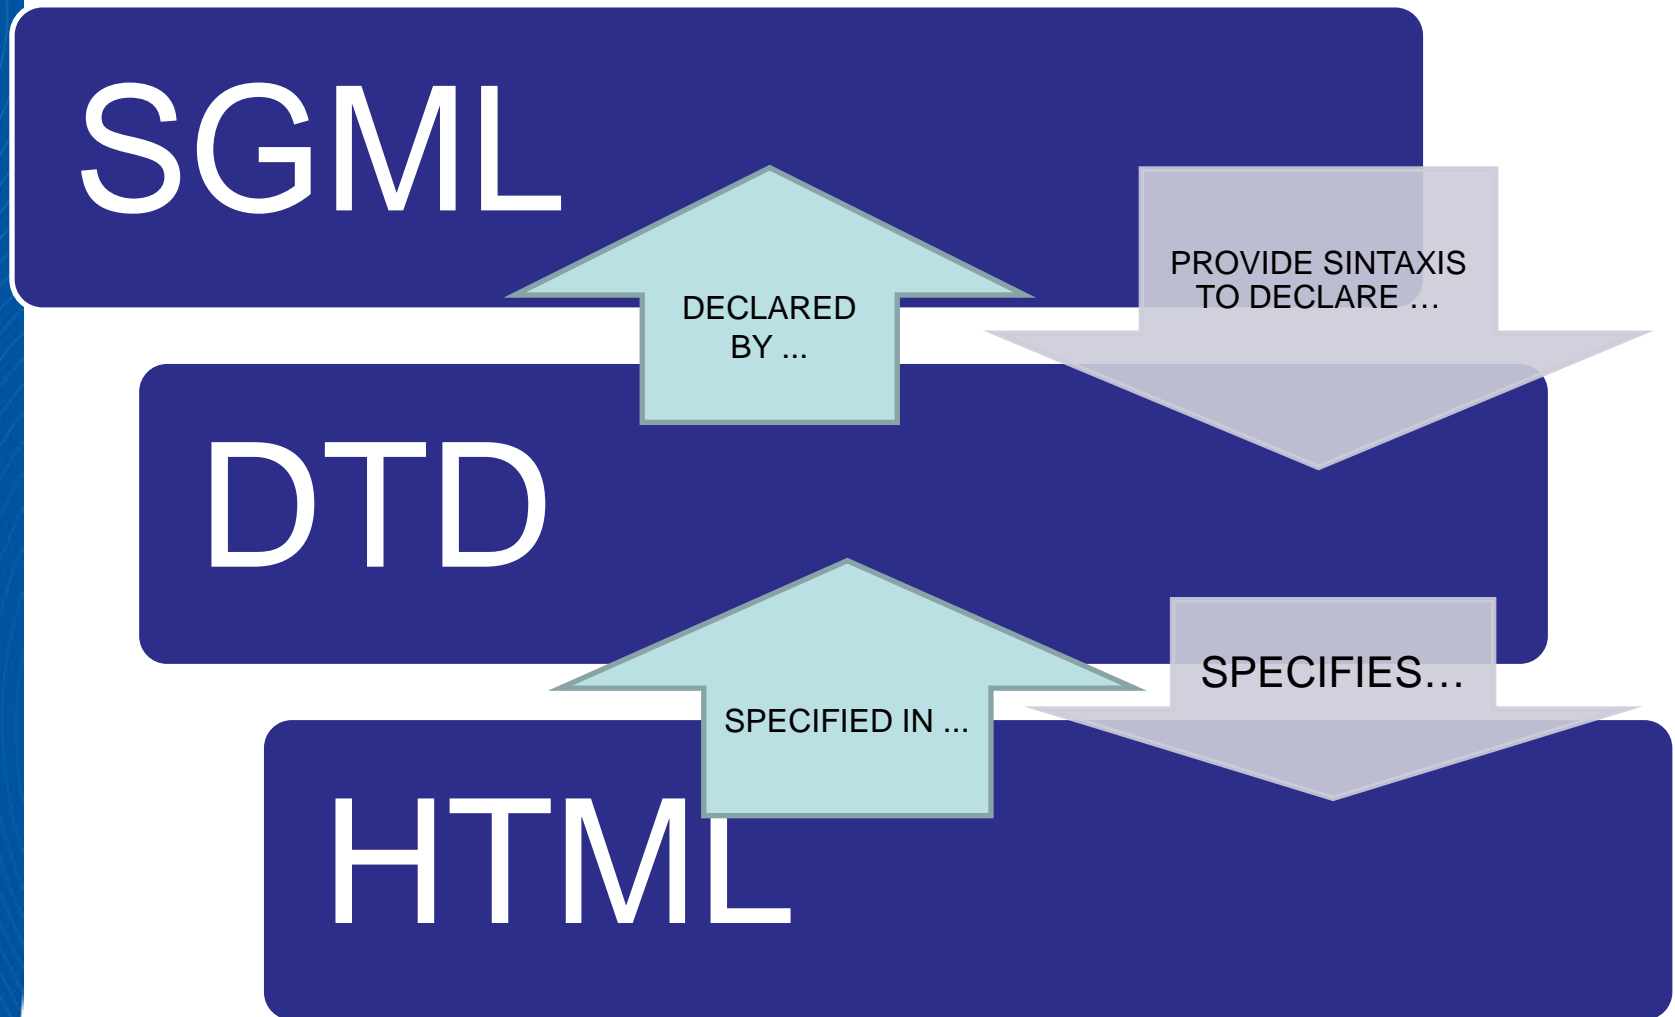 SGML
DECLARED
BY ...
PROVIDE SINTAXIS
TO DECLARE …
DTD
SPECIFIED IN ...
SPECIFIES…
HTML